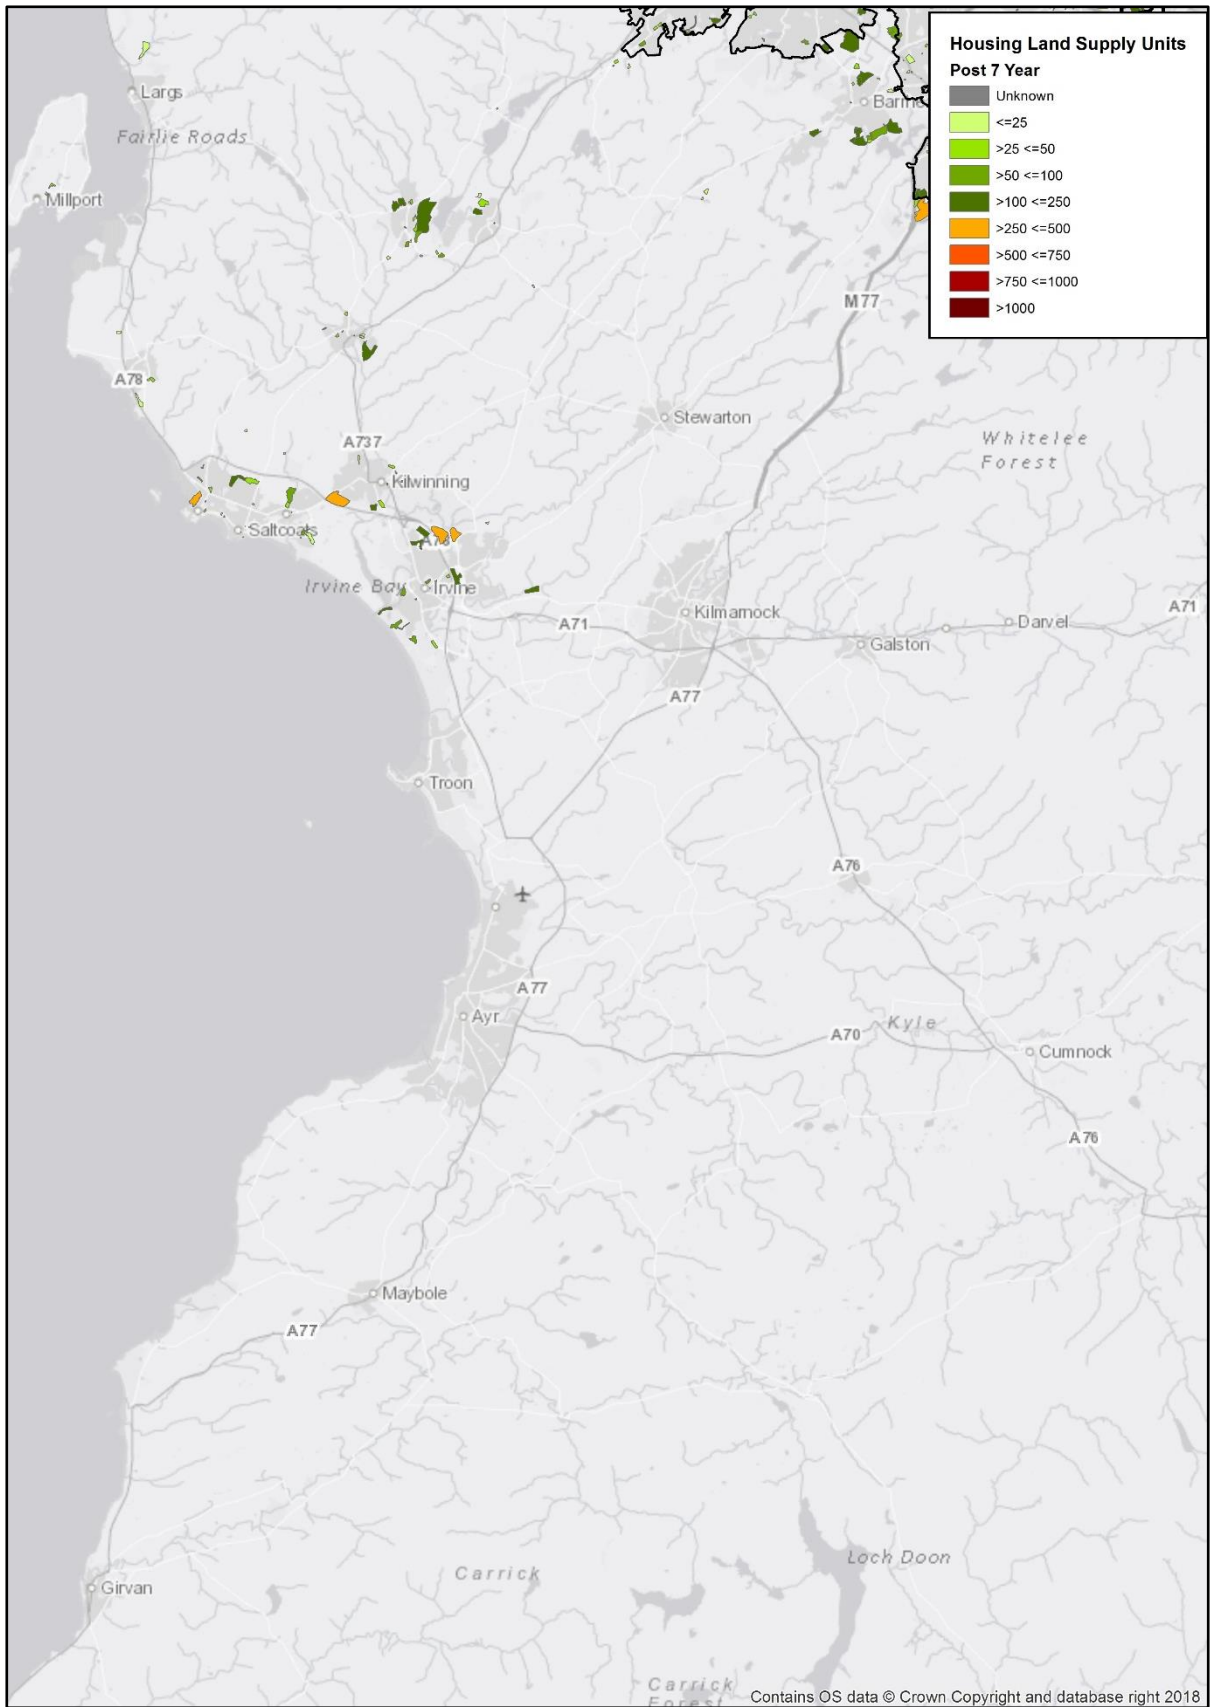 Housing Land Supply Units
Post 7 Year
Unknown
<=25
>25 <=50
>50 <=100
>100 <=250
>250 <=500
>500 <=750
>750 <=1000
>1000
Largs
Fairlie Roads
Millport
M77
A78
Stewarton
A737
Whitelee
Forest
Kilwinning
Saltcoats
Irvine Bay
Irvine
Kilmarnock
A71
A71
Darvel
Galston
A77
Troon
A76
A77
Ayr
A70
Kyle
Cumnock
A76
Maybole
A77
Loch Doon
Carrick
Girvan
Carrick
Forest
Contains OS data © Crown Copyright and database right 2018